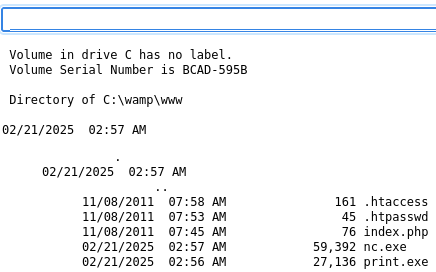 Volume in drive C has no label.
Volume Serial Number is BCAD-595B
Directory of C:\wamp\www
02/21/2025  02:57 AM
.
02/21/2025  02:57 AM
..
11/08/2011  07:58 AM               161 .htaccess
11/08/2011  07:53 AM                45 .htpasswd
11/08/2011  07:45 AM                76 index.php
02/21/2025  02:57 AM            59,392 nc.exe
02/21/2025  02:56 AM            27,136 print.exe